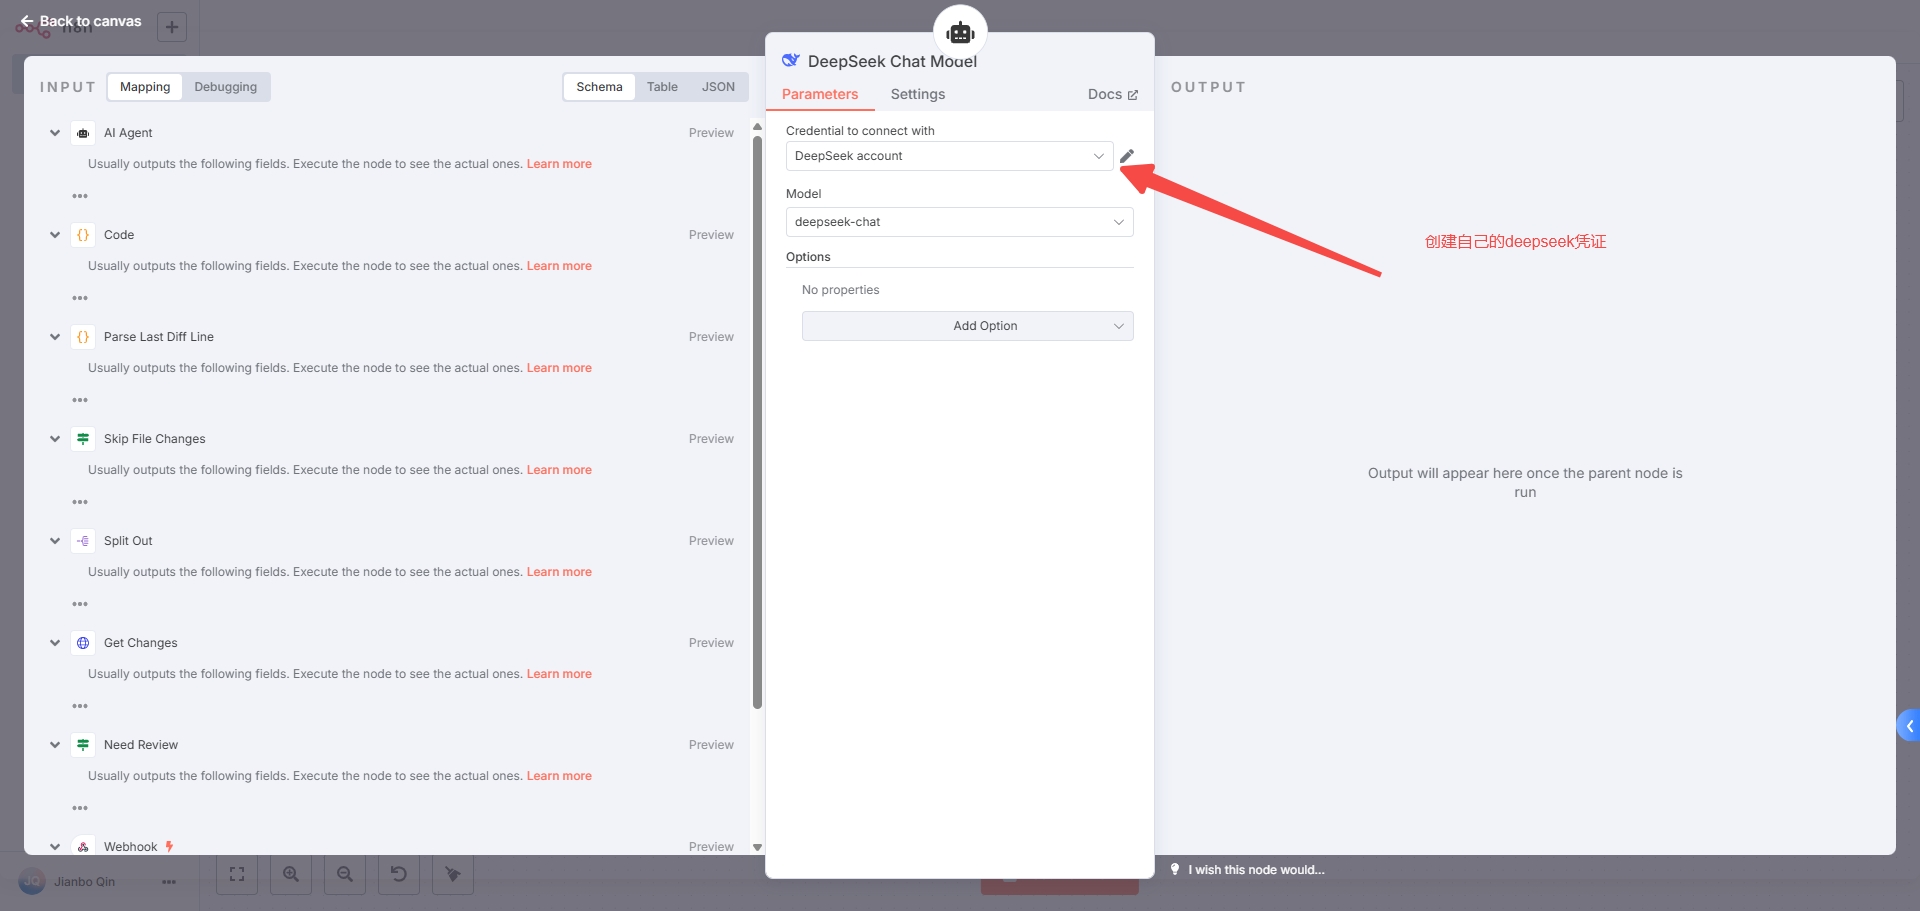 Back to canvas
n8n
INPUT
Mapping
Debugging
Schema
Table
JSON
AI Agent
Preview
Usually outputs the following fields. Execute the node to see the actual ones. Learn more
Code
Preview
Usually outputs the following fields. Execute the node to see the actual ones. Learn more
Parse Last Diff Line
Preview
Usually outputs the following fields. Execute the node to see the actual ones. Learn more
Skip File Changes
Preview
Usually outputs the following fields. Execute the node to see the actual ones. Learn more
Split Out
Preview
Usually outputs the following fields. Execute the node to see the actual ones. Learn more
Get Changes
Preview
Usually outputs the following fields. Execute the node to see the actual ones. Learn more
Need Review
Preview
Usually outputs the following fields. Execute the node to see the actual ones. Learn more
Webhook
Preview
JQ
Jianbo Qin
DeepSeek Chat Model
Parameters
Settings
Docs
Credential to connect with
DeepSeek account
Model
deepseek-chat
Options
No properties
Add Option
OUTPUT
创建自己的deepseek凭证
Output will appear here once the parent node is
run
I wish this node would...